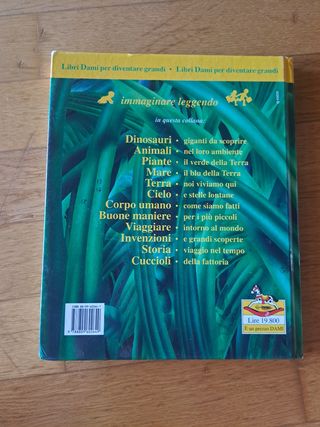 Libri Dami per diventare grandi • Libri Dami per diventare grandi
immaginare leggendo
in questa collana:
Dinosauri • giganti da scoprire
Animali • nel loro ambiente
Piante • il verde della Terra
Mare • il blu della Terra
Terra • noi viviamo qui
Cielo • e stelle lontane
Corpo umano • come siamo fatti
Buone maniere • per i più piccoli
Viaggiare • intorno al mondo
Invenzioni • e grandi scoperte
Storia • viaggio nel tempo
Cuccioli • della fattoria
Lire 19.800
È un prezzo DAMI